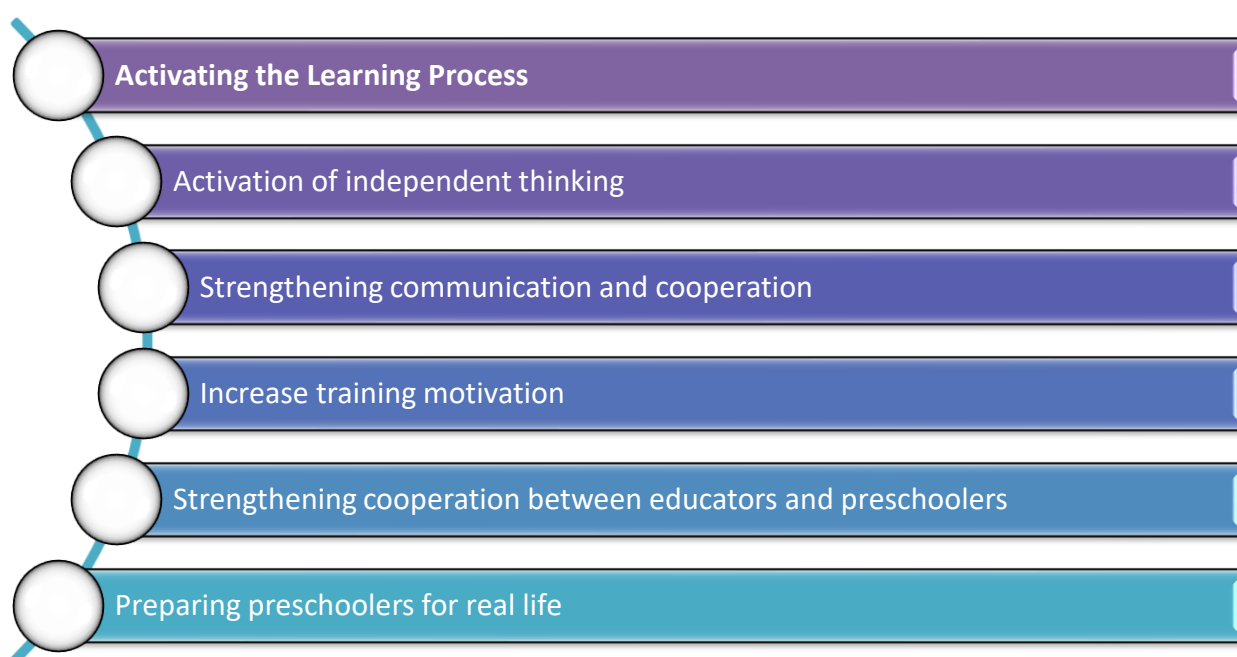 Activating the Learning Process
Activation of independent thinking
Strengthening communication and cooperation
Increase training motivation
Strengthening cooperation between educators and preschoolers
Preparing preschoolers for real life